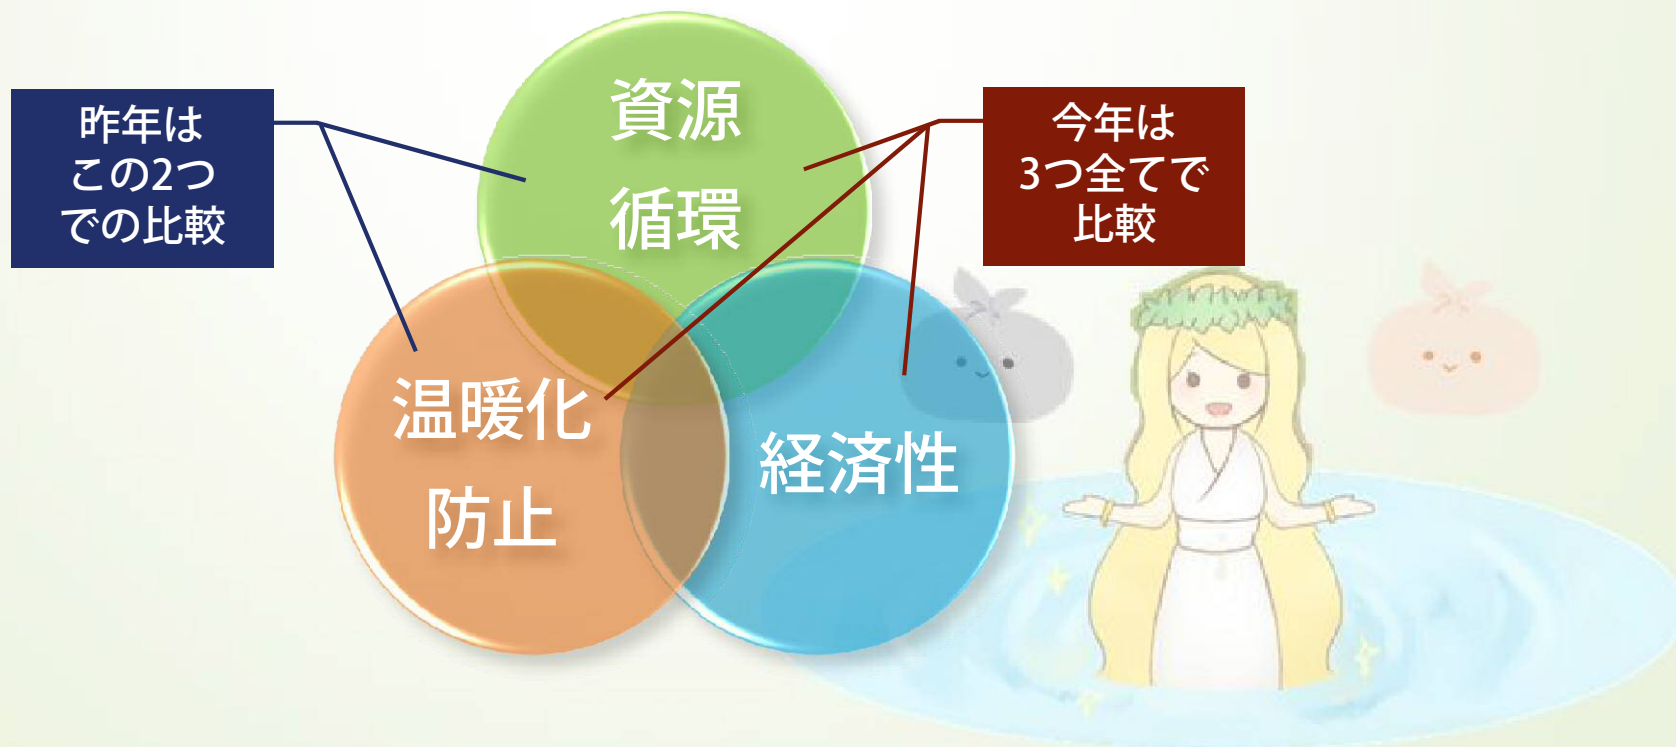 昨年は
この2つ
での比較
資源
循環
今年は
3つ全てで
比較
温暖化
防止
経済性